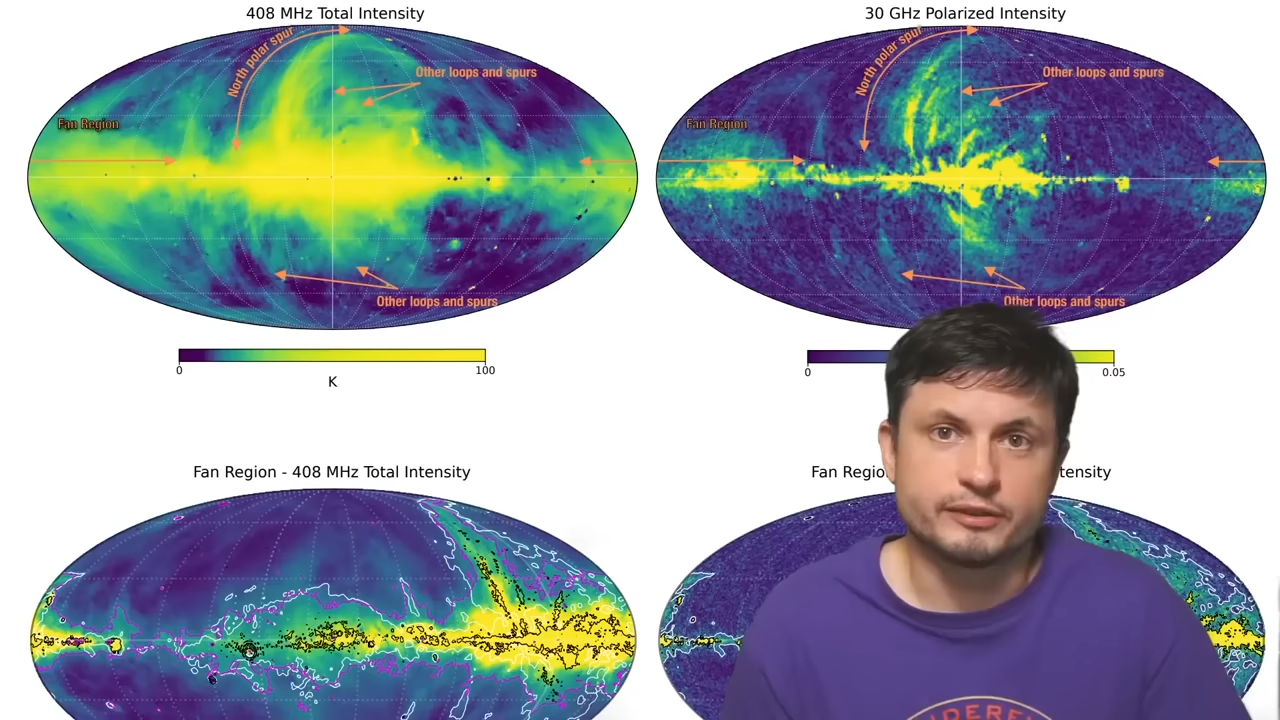 408 MHz Total Intensity
30 GHz Polarized Intensity
North polar spur
Other loops and spurs
Fan Region
North polar spur
Other loops and spurs
Fan Region
Other loops and spurs
Other loops and spurs
0
100
K
0
0.05
Fan Region - 408 MHz Total Intensity
Fan Regio
tensity
NDERF